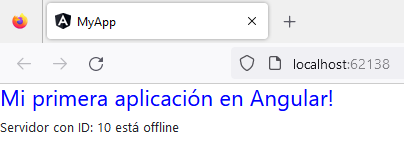 MyApp
localhost:62138
Mi primera aplicación en Angular!
Servidor con ID: 10 está offline